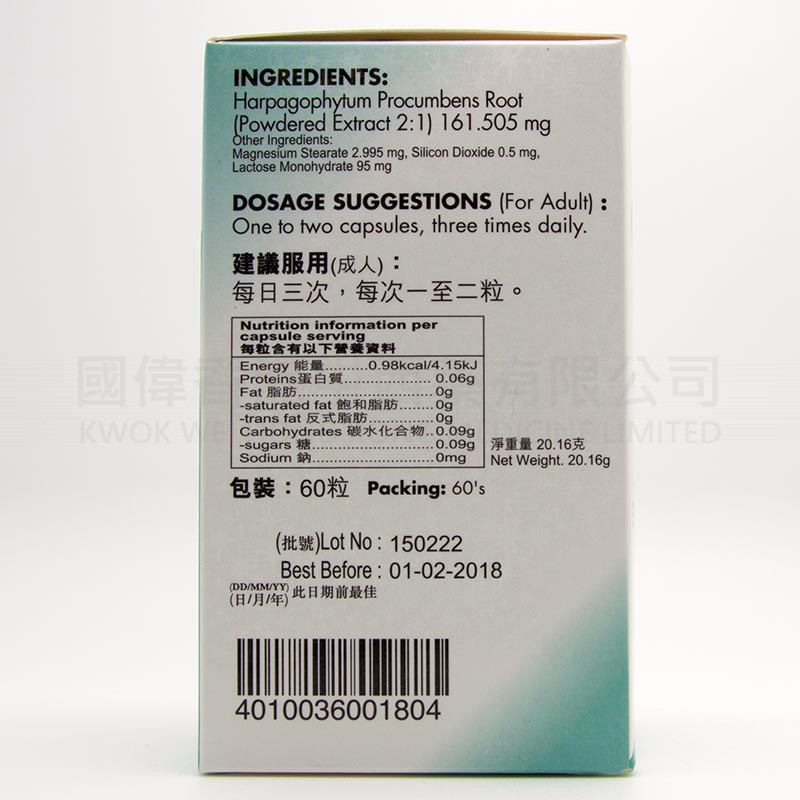 INGREDIENTS:
Harpagophytum Procumbens Root
(Powdered Extract 2:1) 161.505 mg
Other Ingredients:
Magnesium Stearate 2.995 mg, Silicon Dioxide 0.5 mg,
Lactose Monohydrate 95 mg
DOSAGE SUGGESTIONS (For Adult) :
One to two capsules, three times daily.
建議服用(成人)：
每日三次，每次一至二粒。
Nutrition information per
capsule serving
每粒含有以下營養資料
Energy 能量..........0.98kcal/4.15kJ
Proteins蛋白質.................. 0.06g
Fat 脂肪............................0g
-saturated fat 飽和脂肪.......0g
-trans fat 反式脂肪.............0g
Carbohydrates 碳水化合物..0.09g
-sugars 糖.........................0.09g
Sodium 鈉.........................0mg
淨重量 20.16克
Net Weight. 20.16g
包裝：60粒 Packing: 60's
(批號)Lot No : 150222
Best Before : 01-02-2018
(DD/MM/YY) 此日期前最佳
(日/月/年)
4010036001804